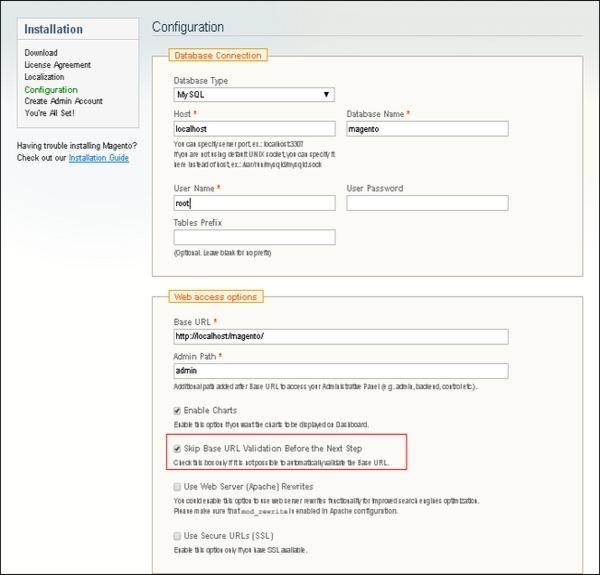 Installation
Download
License Agreement
Localization
Configuration
Create Admin Account
You're All Set!
Having trouble installing Magento?
Check out our Installation Guide
Configuration
Database Connection
Database Type
MySQL
Host *
Database Name *
localhost
magento
You can specify server port, ex.: localhost:3307
If you are not using default UNIX socket, you can specify it
here instead of host, ex.: /var/run/mysqld/mysqld.sock
User Name *
User Password
root
Tables Prefix
(Optional. Leave blank for no prefix)
Web access options
Base URL *
http://localhost/magento/
Admin Path *
admin
Additional path added after Base URL to access your Administrative Panel (e.g. admin, backend, control etc.).
Enable Charts
Enable this option if you want the charts to be displayed on Dashboard.
Skip Base URL Validation Before the Next Step
Check this box only if it is not possible to automatically validate the Base URL.
Use Web Server (Apache) Rewrites
You could enable this option to use web server rewrites functionality for improved search engines optimization.
Please make sure that mod_rewrite is enabled in Apache configuration.
Use Secure URLs (SSL)
Enable this option only if you have SSL available.